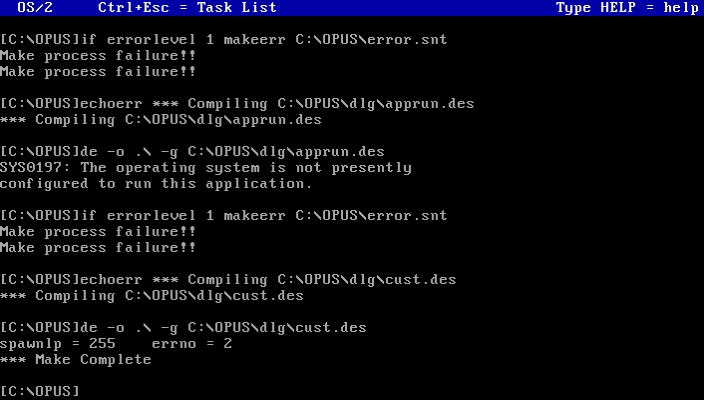 OS/2 Ctrl+Esc = Task List Type HELP = help
[C:\OPUS]if errorlevel 1 makeerr C:\OPUS\error.snt
Make process failure!!
Make process failure!!
[C:\OPUS]echoerr *** Compiling C:\OPUS\dlg\apprun.des
*** Compiling C:\OPUS\dlg\apprun.des
[C:\OPUS]de -o .\ -g C:\OPUS\dlg\apprun.des
SYS0197: The operating system is not presently
configured to run this application.
[C:\OPUS]if errorlevel 1 makeerr C:\OPUS\error.snt
Make process failure!!
Make process failure!!
[C:\OPUS]echoerr *** Compiling C:\OPUS\dlg\cust.des
*** Compiling C:\OPUS\dlg\cust.des
[C:\OPUS]de -o .\ -g C:\OPUS\dlg\cust.des
spawnlp = 255 errno = 2
*** Make Complete
[C:\OPUS]